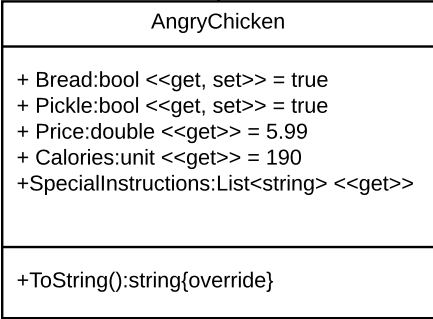 AngryChicken
+ Bread:bool <<get, set>> = true
+ Pickle:bool <<get, set>> = true
+ Price:double <<get>> = 5.99
+ Calories:unit <<get>> = 190
+SpecialInstructions:List<string> <<get>>
+ToString():string{override}